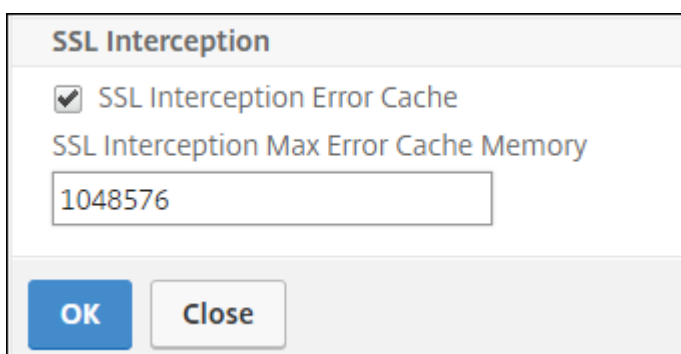 SSL Interception
SSL Interception Error Cache
SSL Interception Max Error Cache Memory
1048576
OK Close